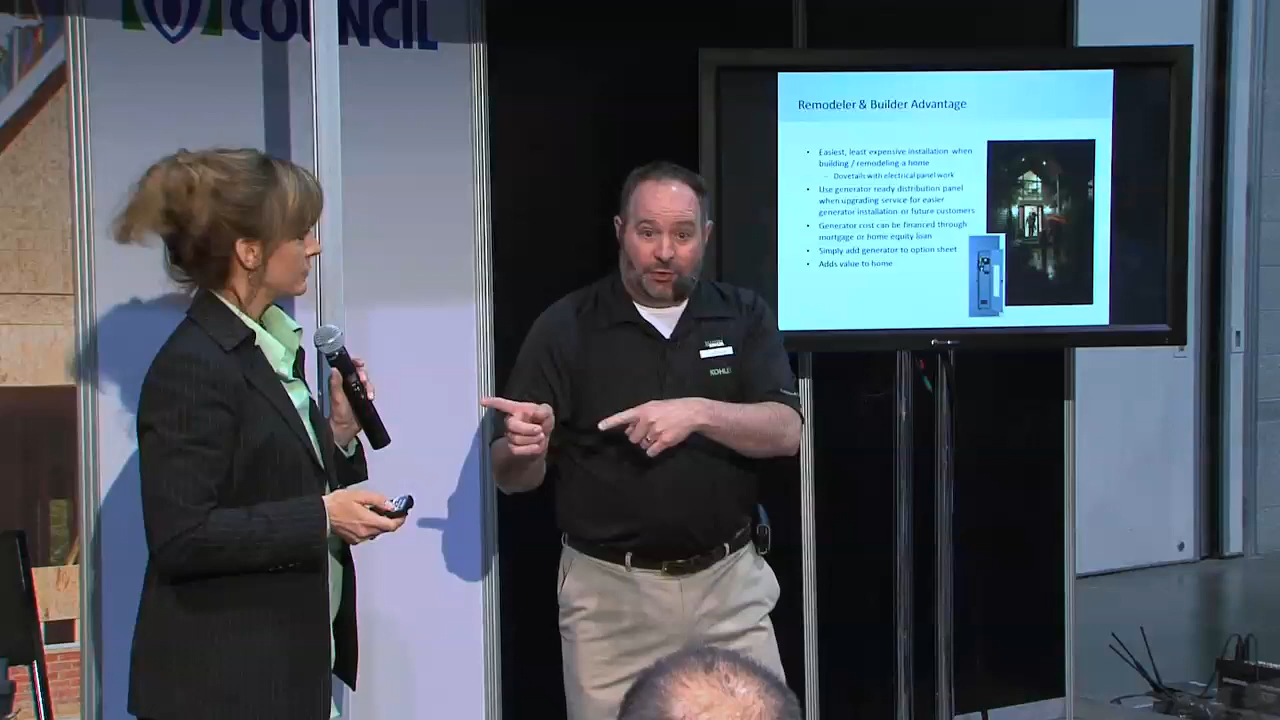 COUNCIL
Remodeler & Builder Advantage
• Easiest, least expensive installation when
building / remodeling a home
– Dovetails with electrical panel work
• Use generator ready distribution panel
when upgrading service for easier
generator installation or future customers
• Generator cost can be financed through
mortgage or home equity loan
• Simply add generator to option sheet
• Adds value to home
KOHLER